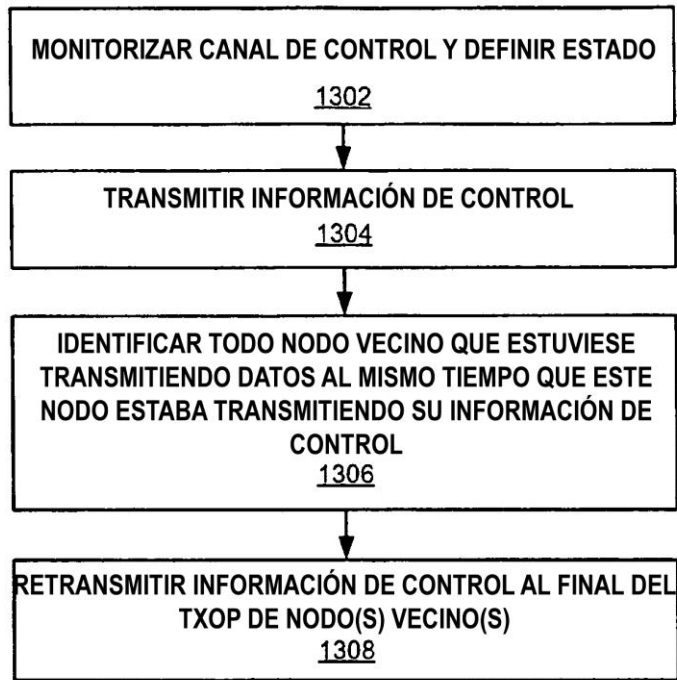 MONITORIZAR CANAL DE CONTROL Y DEFINIR ESTADO
1302
TRANSMITIR INFORMACIÓN DE CONTROL
1304
IDENTIFICAR TODO NODO VECINO QUE ESTUVIESE
TRANSMITIENDO DATOS AL MISMO TIEMPO QUE ESTE
NODO ESTABA TRANSMITIENDO SU INFORMACIÓN DE
CONTROL
1306
RETRANSMITIR INFORMACIÓN DE CONTROL AL FINAL DEL
TXOP DE NODO(S) VECINO(S)
1308